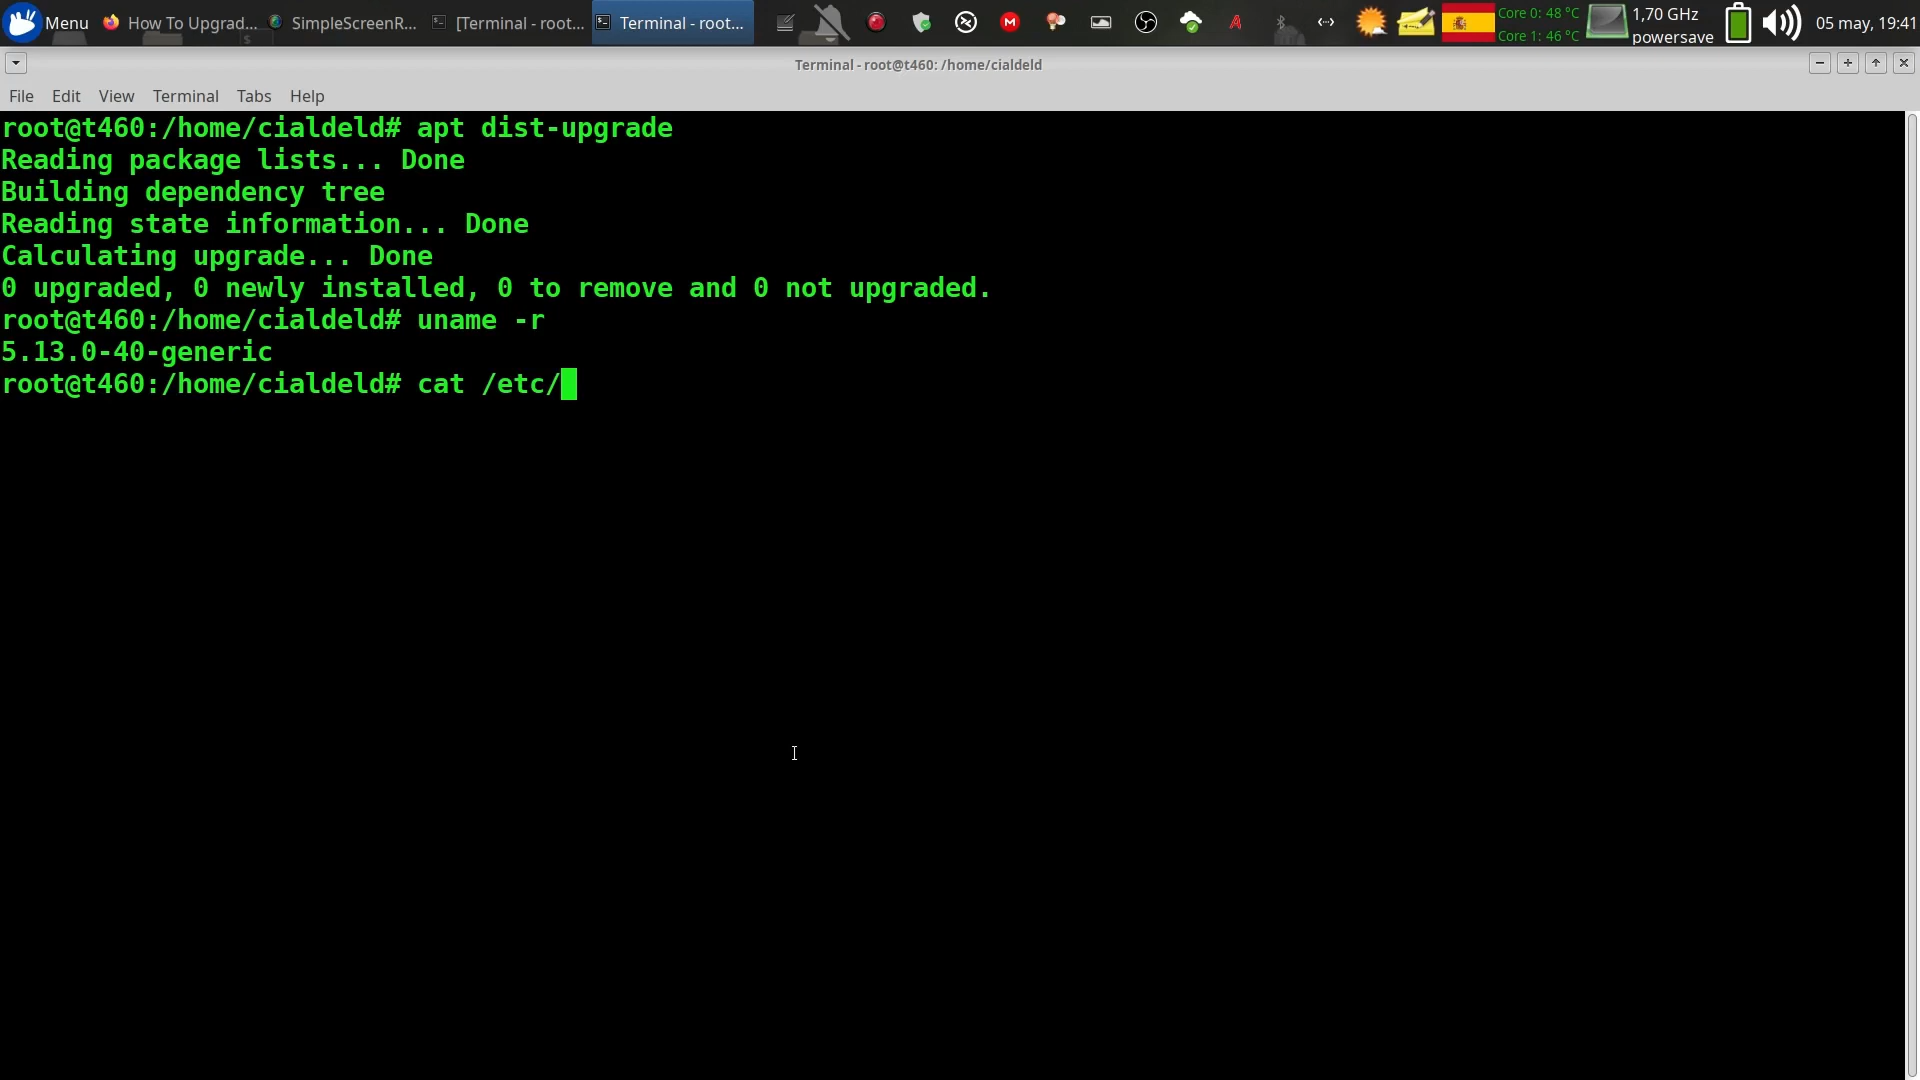 Menu How To Upgrad... SimpleScreenR... [Terminal - root... Terminal - root... M A Core 0: 48 °C 1,70 GHz 05 may, 19:41
Core 1: 46 °C powersave
Terminal - root@t460: /home/cialdeld
File Edit View Terminal Tabs Help
root@t460:/home/cialdeld# apt dist-upgrade
Reading package lists... Done
Building dependency tree
Reading state information... Done
Calculating upgrade... Done
0 upgraded, 0 newly installed, 0 to remove and 0 not upgraded.
root@t460:/home/cialdeld# uname -r
5.13.0-40-generic
root@t460:/home/cialdeld# cat /etc/